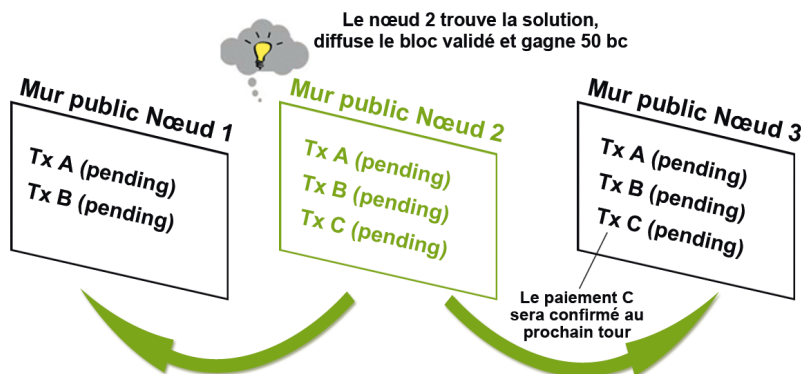 Le nœud 2 trouve la solution,
diffuse le bloc validé et gagne 50 bc
Mur public Nœud 1
Tx A (pending)
Tx B (pending)
Mur public Nœud 2
Tx A (pending)
Tx B (pending)
Tx C (pending)
Mur public Nœud 3
Tx A (pending)
Tx B (pending)
Tx C (pending)
Le paiement C
sera confirmé au
prochain tour